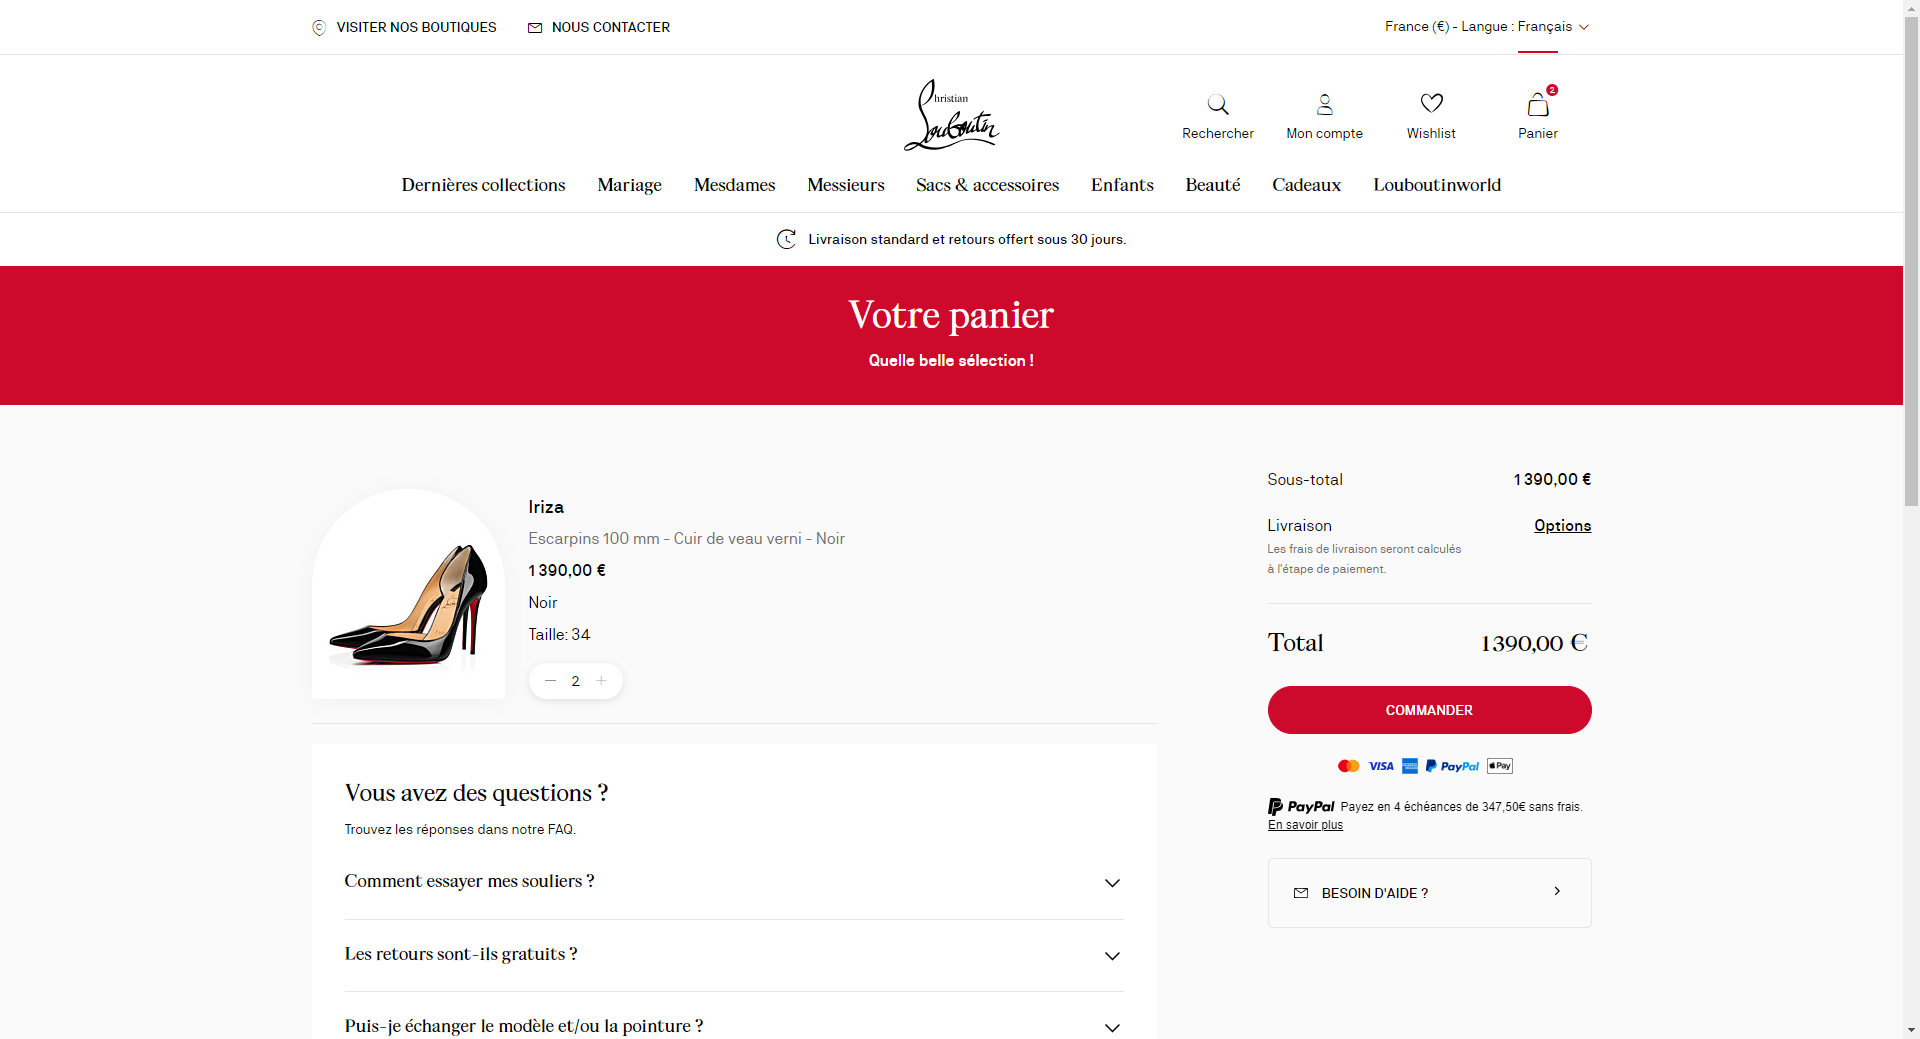 VISITER NOS BOUTIQUES
NOUS CONTACTER
France (€) - Langue : Français
Christian
Louboutin
Rechercher
Mon compte
Wishlist
2
Panier
Dernières collections
Mariage
Mesdames
Messieurs
Sacs & accessoires
Enfants
Beauté
Cadeaux
Louboutinworld
Livraison standard et retours offert sous 30 jours.
Votre panier
Quelle belle sélection !
Iriza
Escarpins 100 mm - Cuir de veau verni - Noir
1 390,00 €
Noir
Taille: 34
2
Vous avez des questions ?
Trouvez les réponses dans notre FAQ.
Comment essayer mes souliers ?
Les retours sont-ils gratuits ?
Puis-je échanger le modèle et/ou la pointure ?
Sous-total
1 390,00 €
Livraison
Options
Les frais de livraison seront calculés
à l'étape de paiement.
Total
1 390,00 €
COMMANDER
VISA
PayPal
Pay
PayPal Payez en 4 échéances de 347,50€ sans frais.
En savoir plus
BESOIN D'AIDE ?